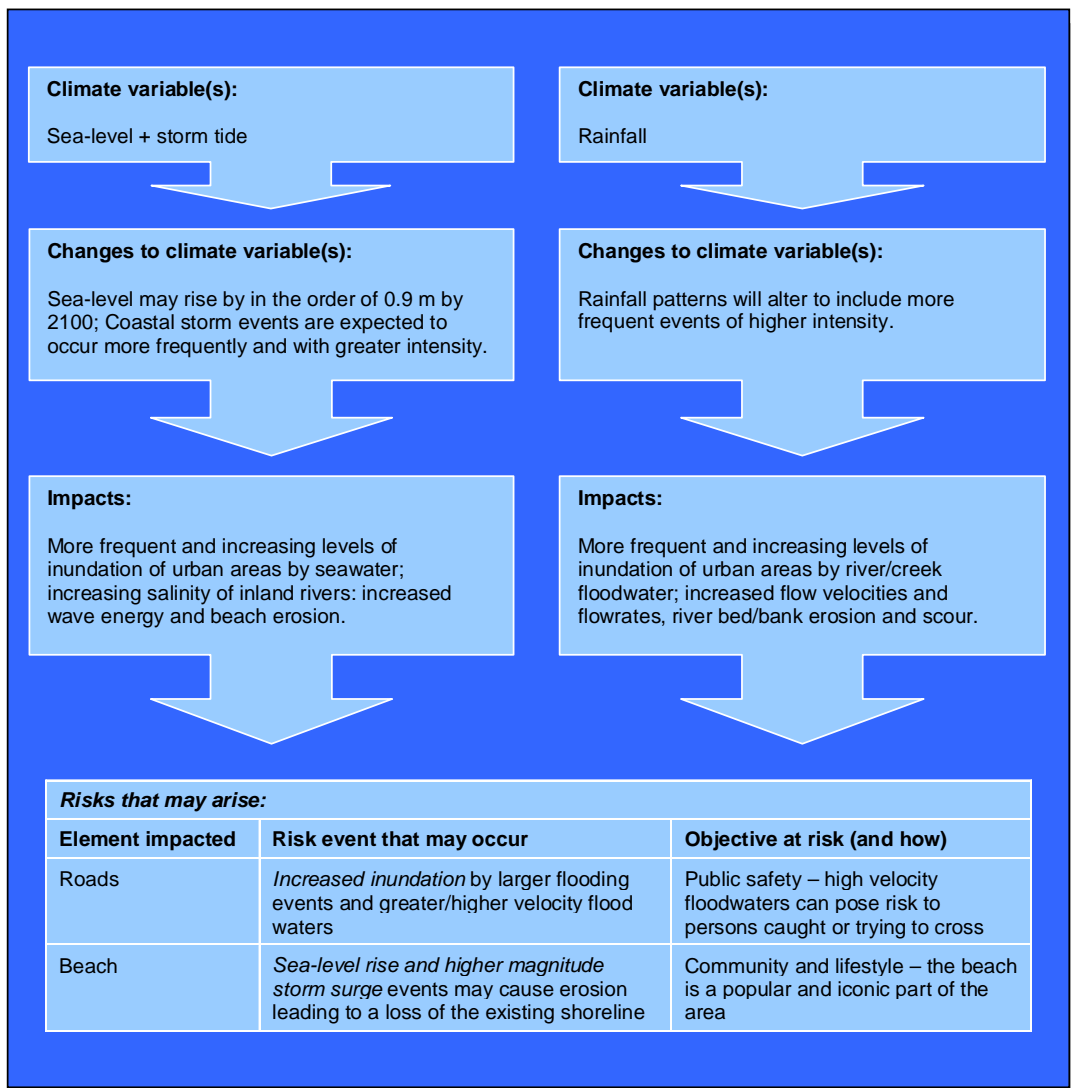 Climate variable(s):
Sea-level + storm tide
Climate variable(s):
Rainfall
Changes to climate variable(s):
Sea-level may rise by in the order of 0.9 m by
2100; Coastal storm events are expected to
occur more frequently and with greater intensity.
Changes to climate variable(s):
Rainfall patterns will alter to include more
frequent events of higher intensity.
Impacts:
More frequent and increasing levels of
inundation of urban areas by seawater;
increasing salinity of inland rivers: increased
wave energy and beach erosion.
Impacts:
More frequent and increasing levels of
inundation of urban areas by river/creek
floodwater; increased flow velocities and
flowrates, river bed/bank erosion and scour.
Risks that may arise:
Element impacted
Risk event that may occur
Objective at risk (and how)
Roads
Increased inundation by larger flooding
events and greater/higher velocity flood
waters
Public safety – high velocity
floodwaters can pose risk to
persons caught or trying to cross
Beach
Sea-level rise and higher magnitude
storm surge events may cause erosion
leading to a loss of the existing shoreline
Community and lifestyle – the beach
is a popular and iconic part of the
area